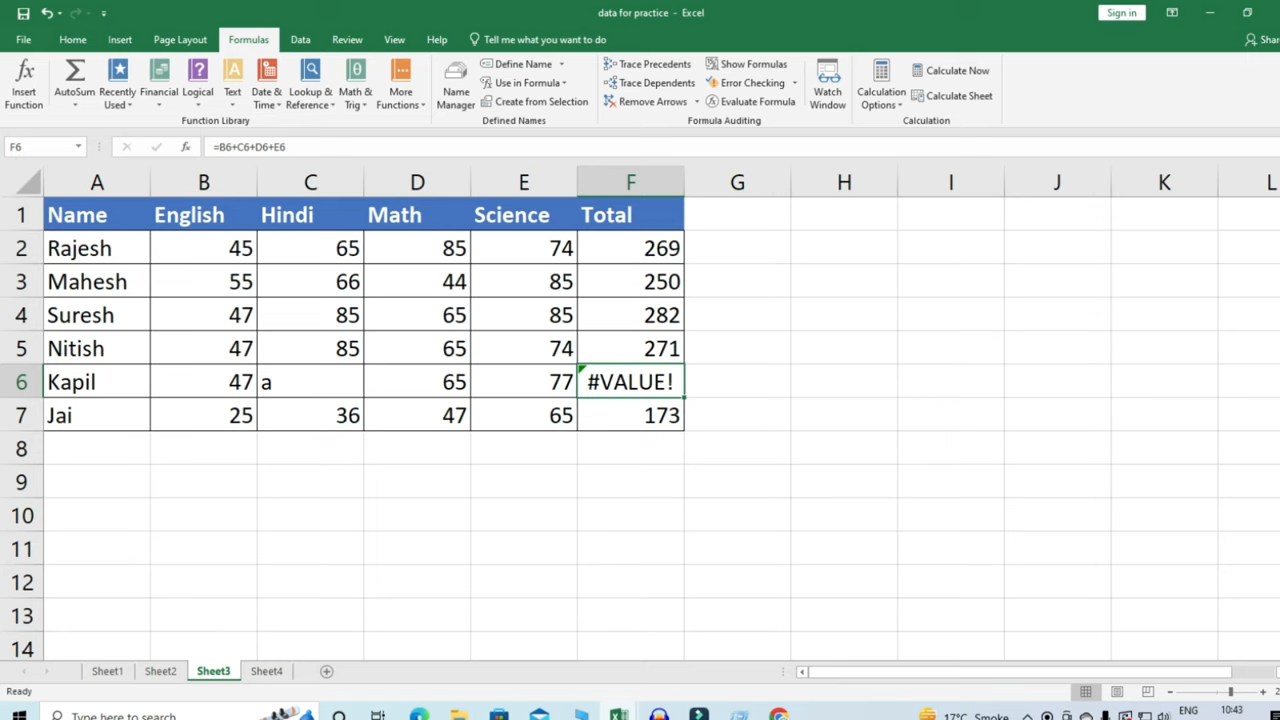 data for practice - Excel
Sign in
File Home Insert Page Layout Formulas Data Review View Help Tell me what you want to do
fx Σ ? A θ
Insert Function
AutoSum
Recently Used
Financial
Logical
Text
Date & Time
Lookup & Reference
Math & Trig
More Functions
Function Library
Name Manager
Define Name
Use in Formula
Create from Selection
Defined Names
Trace Precedents
Trace Dependents
Remove Arrows
Show Formulas
Error Checking
Evaluate Formula
Formula Auditing
Watch Window
Calculation Options
Calculate Now
Calculate Sheet
Calculation
F6 fx =B6+C6+D6+E6
A B C D E F G H I J K L
1 Name English Hindi Math Science Total
2 Rajesh 45 65 85 74 269
3 Mahesh 55 66 44 85 250
4 Suresh 47 85 65 85 282
5 Nitish 47 85 65 74 271
6 Kapil 47 a 65 77 #VALUE!
7 Jai 25 36 47 65 173
8
9
10
11
12
13
14
Sheet1 Sheet2 Sheet3 Sheet4
Ready
Type here to search
17°C Smoke ENG 10:43